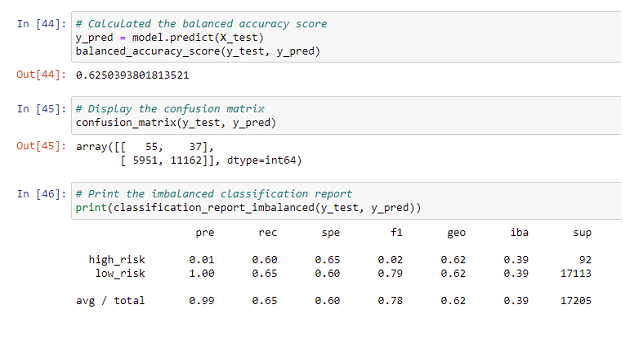 In [44]: # Calculated the balanced accuracy score
y_pred = model.predict(X_test)
balanced_accuracy_score(y_test, y_pred)
Out[44]: 0.6250393801813521
In [45]: # Display the confusion matrix
confusion_matrix(y_test, y_pred)
Out[45]: array([[ 55, 37],
[ 5951, 11162]], dtype=int64)
In [46]: # Print the imbalanced classification report
print(classification_report_imbalanced(y_test, y_pred))
pre rec spe f1 geo iba sup
high_risk 0.01 0.60 0.65 0.02 0.62 0.39 92
low_risk 1.00 0.65 0.60 0.79 0.62 0.39 17113
avg / total 0.99 0.65 0.60 0.78 0.62 0.39 17205